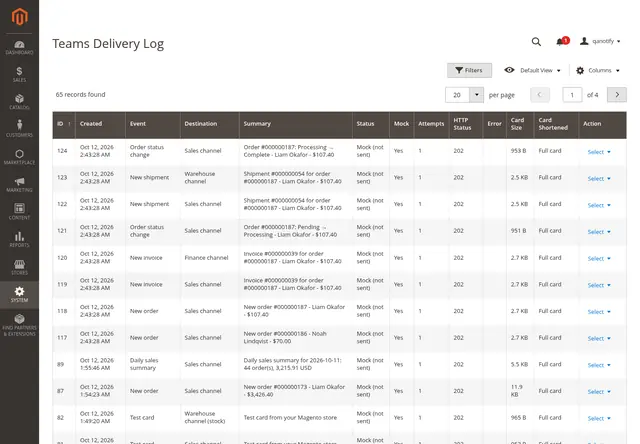 Teams Delivery Log
1
qanotify
DASHBOARD
SALES
CATALOG
CUSTOMERS
MARKETPLACE
MARKETING
CONTENT
REPORTS
STORES
SYSTEM
FIND PARTNERS
& EXTENSIONS
Filters
Default View
Columns
65 records found
20
per page
1
of 4
ID ↑ Created Event Destination Summary Status Mock Attempts HTTP Status Error Card Size Card Shortened Action
124 Oct 12, 2026 2:43:28 AM Order status change Sales channel Order #000000187: Processing → Complete - Liam Okafor - $107.40 Mock (not sent) Yes 1 202 953 B Full card Select
123 Oct 12, 2026 2:43:28 AM New shipment Warehouse channel Shipment #000000054 for order #000000187 - Liam Okafor - $107.40 Mock (not sent) Yes 1 202 2.5 KB Full card Select
122 Oct 12, 2026 2:43:28 AM New shipment Sales channel Shipment #000000054 for order #000000187 - Liam Okafor - $107.40 Mock (not sent) Yes 1 202 2.5 KB Full card Select
121 Oct 12, 2026 2:43:28 AM Order status change Sales channel Order #000000187: Pending → Processing - Liam Okafor - $107.40 Mock (not sent) Yes 1 202 951 B Full card Select
120 Oct 12, 2026 2:43:28 AM New invoice Finance channel Invoice #000000039 for order #000000187 - Liam Okafor - $107.40 Mock (not sent) Yes 1 202 2.7 KB Full card Select
119 Oct 12, 2026 2:43:28 AM New invoice Sales channel Invoice #000000039 for order #000000187 - Liam Okafor - $107.40 Mock (not sent) Yes 1 202 2.7 KB Full card Select
118 Oct 12, 2026 2:43:28 AM New order Sales channel New order #000000187 - Liam Okafor - $107.40 Mock (not sent) Yes 1 202 2.7 KB Full card Select
117 Oct 12, 2026 2:43:28 AM New order Sales channel New order #000000186 - Noah Lindqvist - $70.00 Mock (not sent) Yes 1 202 2.7 KB Full card Select
89 Oct 12, 2026 1:55:46 AM Daily sales summary Sales channel Daily sales summary for 2026-10-11: 44 order(s), 3,215.91 USD Mock (not sent) Yes 1 202 5.5 KB Full card Select
87 Oct 12, 2026 1:54:23 AM New order Sales channel New order #000000173 - Liam Okafor - $3,426.40 Mock (not sent) Yes 1 202 11.9 KB Full card Select
82 Oct 12, 2026 1:49:20 AM Test card Warehouse channel (stock) Test card from your Magento store Mock (not sent) Yes 1 202 965 B Full card Select